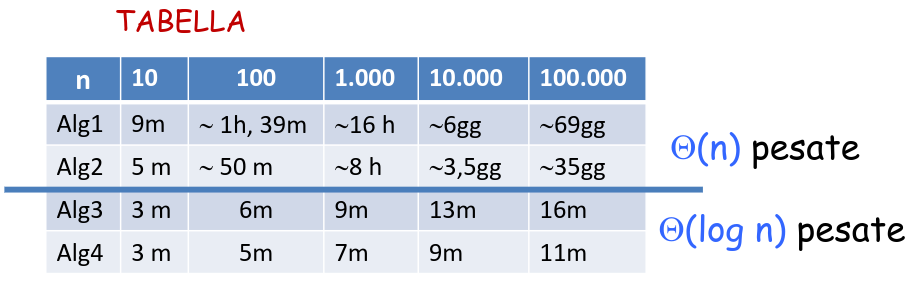 TABELLA
n 10 100 1.000 10.000 100.000
Alg1 9m ~ 1h, 39m ~16 h ~6gg ~69gg
Alg2 5 m ~ 50 m ~8 h ~3,5gg ~35gg
Θ(n) pesate
Alg3 3 m 6m 9m 13m 16m
Alg4 3 m 5m 7m 9m 11m
Θ(log n) pesate